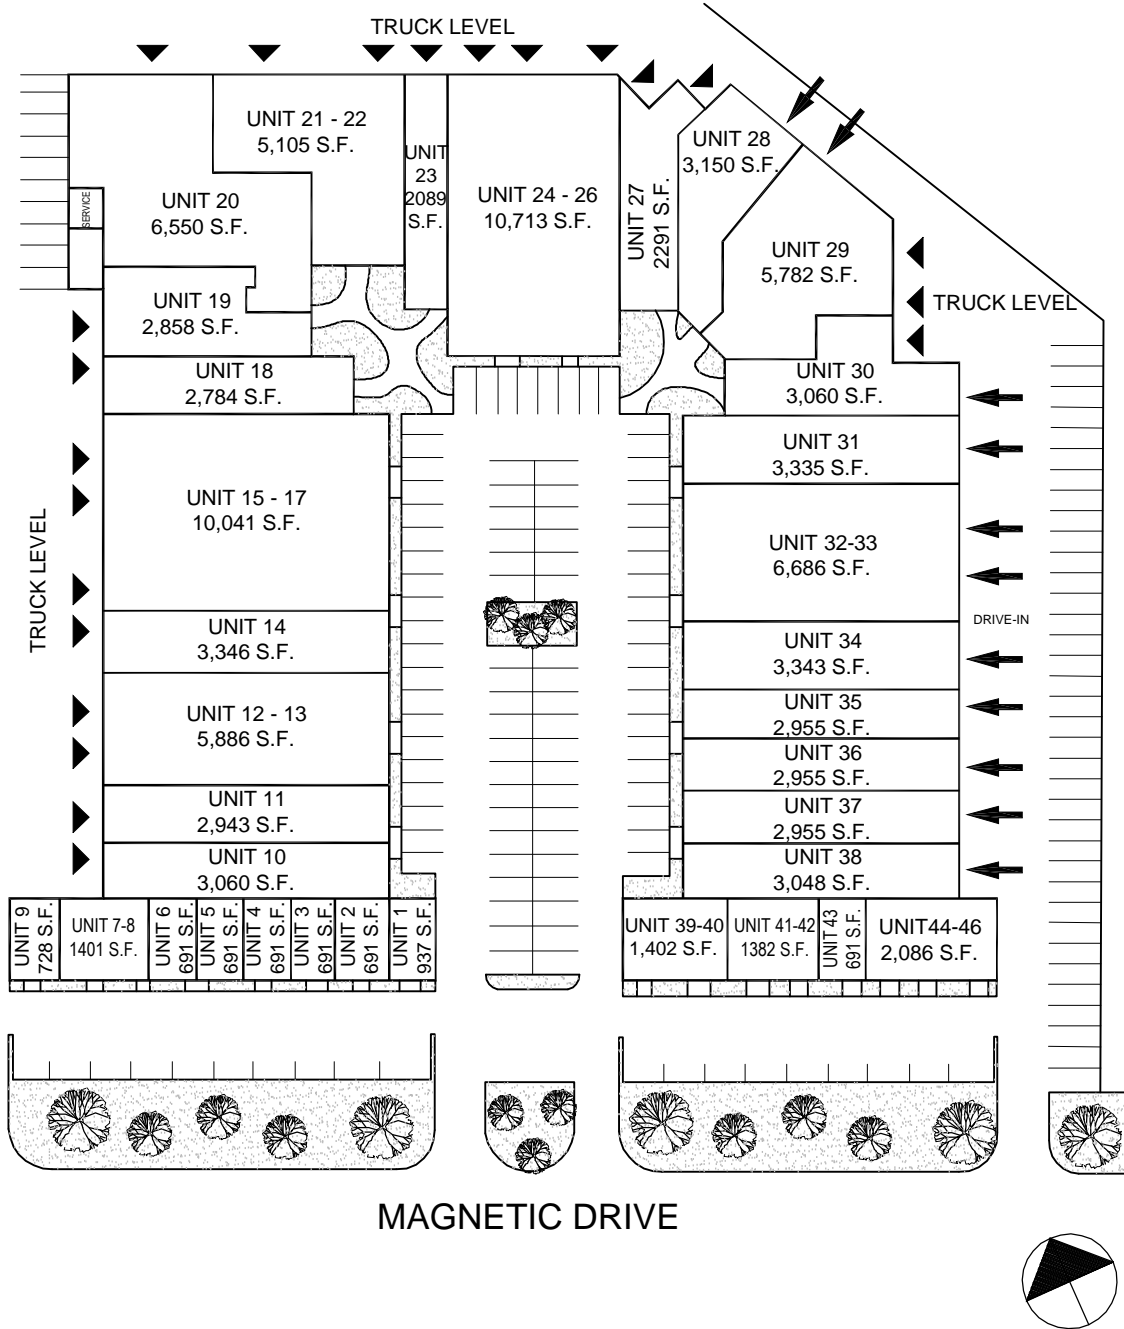 TRUCK LEVEL
UNIT 21 - 22
5,105 S.F.
UNIT
23
2089
S.F.
UNIT 24 - 26
10,713 S.F.
UNIT 27
2291 S.F.
UNIT 28
3,150 S.F.
UNIT 20
6,550 S.F.
SERVICE
UNIT 29
5,782 S.F.
TRUCK LEVEL
UNIT 19
2,858 S.F.
UNIT 18
2,784 S.F.
UNIT 30
3,060 S.F.
UNIT 31
3,335 S.F.
UNIT 15 - 17
10,041 S.F.
UNIT 32-33
6,686 S.F.
TRUCK LEVEL
DRIVE-IN
UNIT 14
3,346 S.F.
UNIT 34
3,343 S.F.
UNIT 12 - 13
5,886 S.F.
UNIT 35
2,955 S.F.
UNIT 36
2,955 S.F.
UNIT 11
2,943 S.F.
UNIT 37
2,955 S.F.
UNIT 10
3,060 S.F.
UNIT 38
3,048 S.F.
UNIT 9
728 S.F.
UNIT 7-8
1401 S.F.
UNIT 6
691 S.F.
UNIT 5
691 S.F.
UNIT 4
691 S.F.
UNIT 3
691 S.F.
UNIT 2
691 S.F.
UNIT 1
937 S.F.
UNIT 39-40
1,402 S.F.
UNIT 41-42
1382 S.F.
UNIT 43
691 S.F.
UNIT44-46
2,086 S.F.
MAGNETIC DRIVE